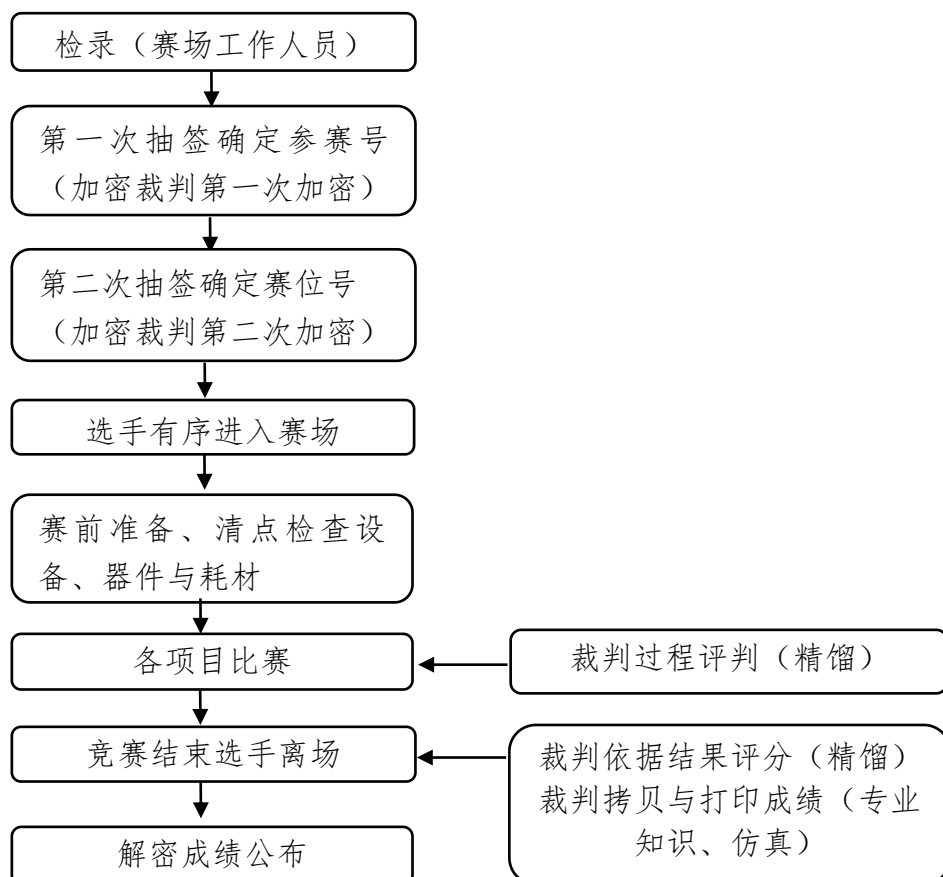 检录（赛场工作人员）
第一次抽签确定参赛号
（加密裁判第一次加密）
第二次抽签确定赛位号
（加密裁判第二次加密）
选手有序进入赛场
赛前准备、清点检查设
备、器件与耗材
各项目比赛
裁判过程评判（精馏）
竞赛结束选手离场
裁判依据结果评分（精馏）
裁判拷贝与打印成绩（专业
知识、仿真）
解密成绩公布